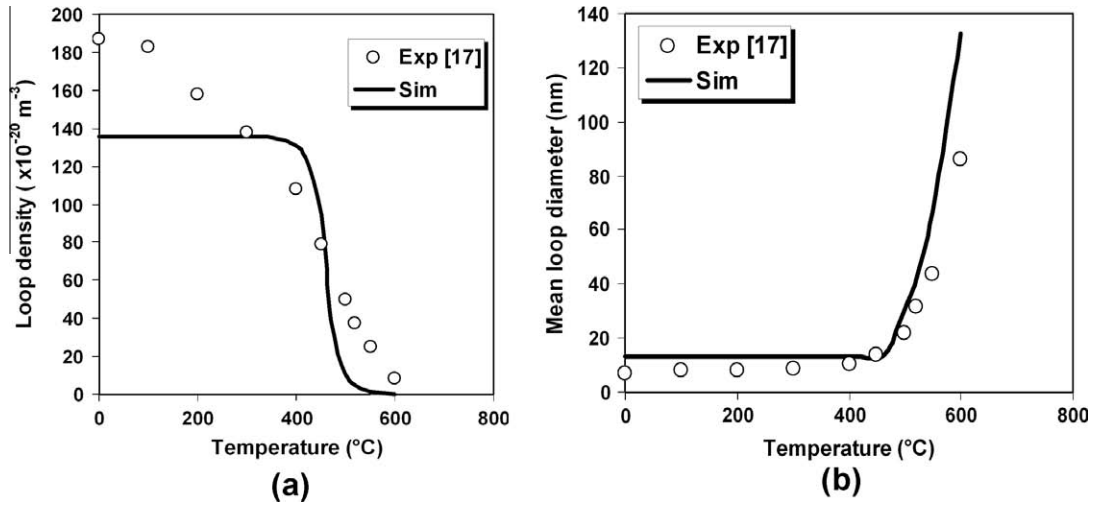 200
180
160
140
120
100
80
60
40
20
0
Loop density ( x10⁻²⁰ m⁻³)
Exp [17]
Sim
0 200 400 600 800
Temperature (°C)
(a)
140
120
100
80
60
40
20
0
Mean loop diameter (nm)
Exp [17]
Sim
0 200 400 600 800
Temperature (°C)
(b)